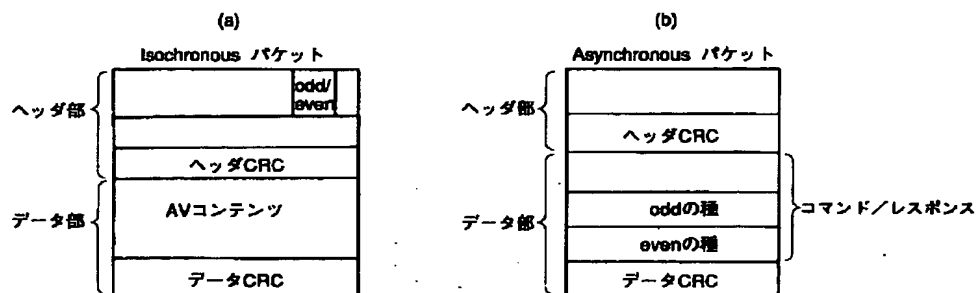 (a)
Isochronous パケット
ヘッダ部
odd/
even
ヘッダCRC
データ部
AVコンテンツ
データCRC
(b)
Asynchronous パケット
ヘッダ部
ヘッダCRC
データ部
oddの種
evenの種
データCRC
コマンド/レスポンス